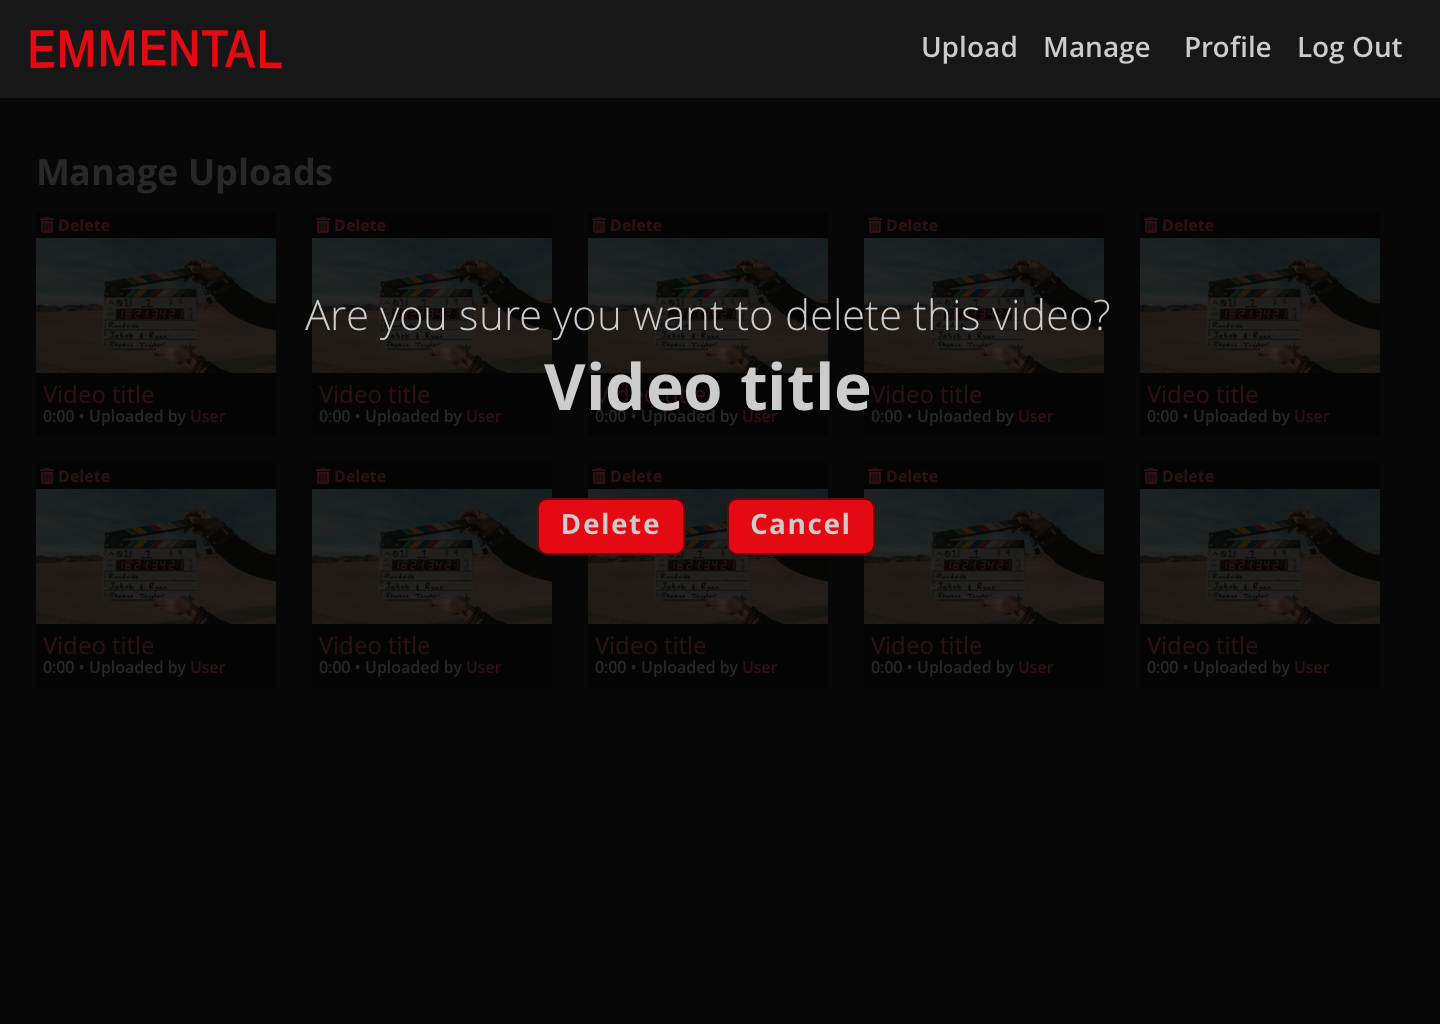 EMMENTAL
Upload Manage Profile Log Out
Manage Uploads
Delete Delete Delete Delete Delete
Are you sure you want to delete this video?
Video title
Video title Video title Video title Video title
0:00 • Uploaded by User 0:00 • Uploaded by User 0:00 • Uploaded by User 0:00 • Uploaded by User 0:00 • Uploaded by User
Delete Delete Delete Delete Delete
Delete Cancel
Video title Video title Video title Video title Video title
0:00 • Uploaded by User 0:00 • Uploaded by User 0:00 • Uploaded by User 0:00 • Uploaded by User 0:00 • Uploaded by User